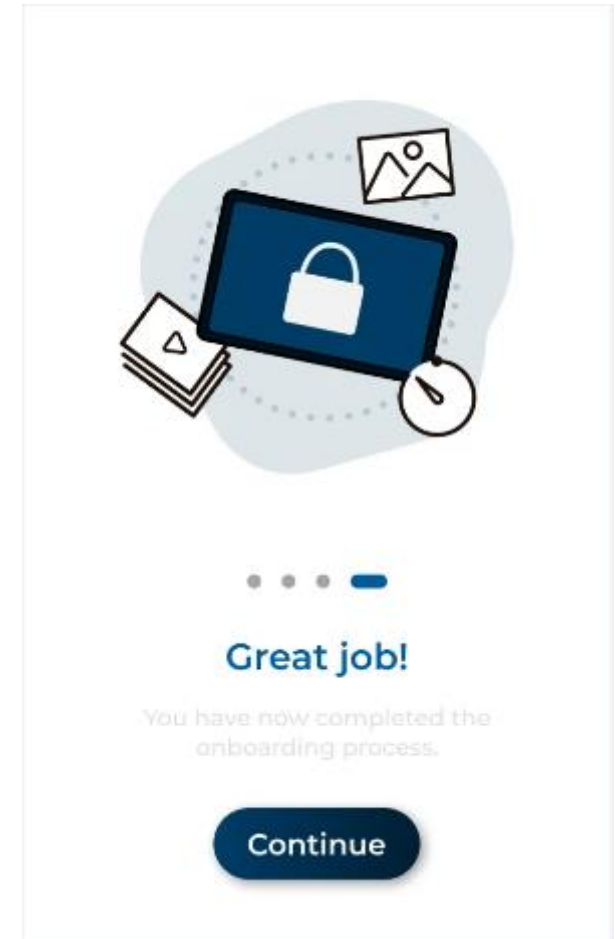 Great job!
You have now completed the
onboarding process.
Continue